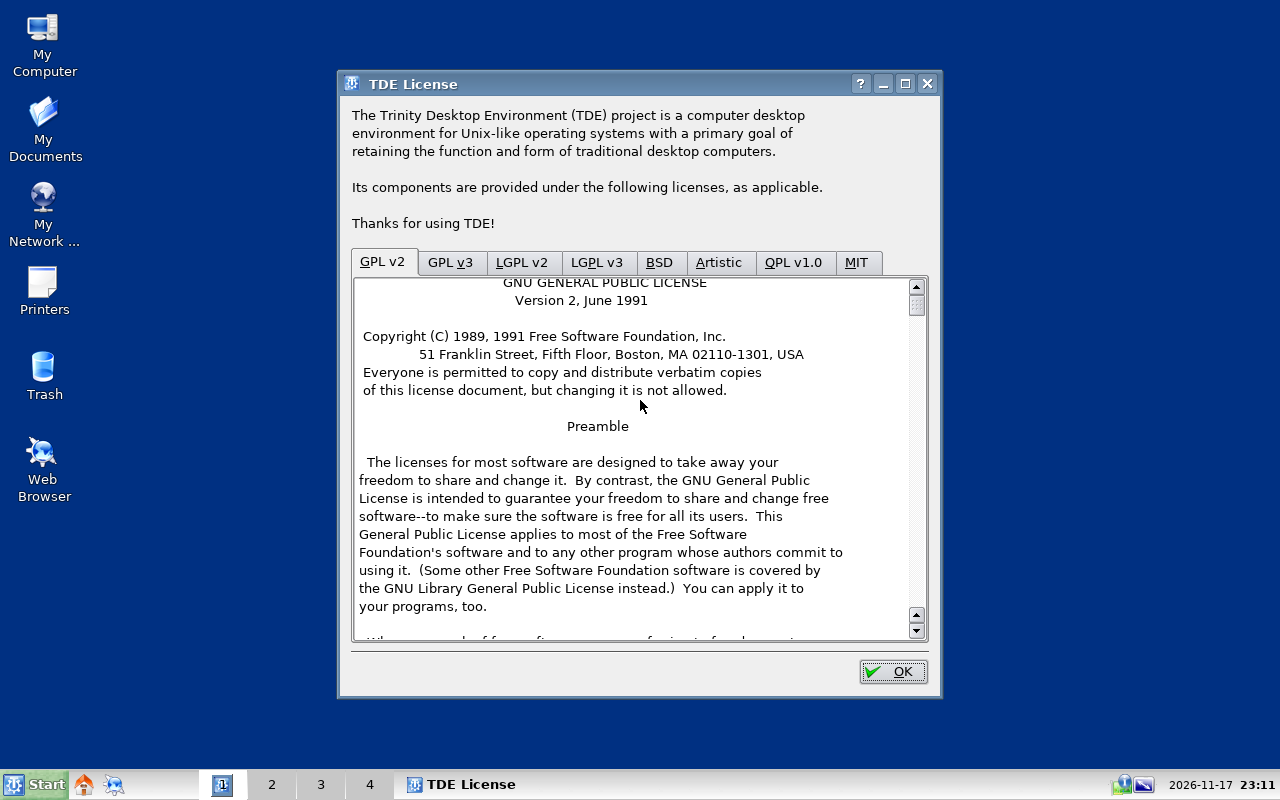 My
Computer
My
Documents
My
Network ...
Printers
Trash
Web
Browser
TDE License
?
The Trinity Desktop Environment (TDE) project is a computer desktop
environment for Unix-like operating systems with a primary goal of
retaining the function and form of traditional desktop computers.
Its components are provided under the following licenses, as applicable.
Thanks for using TDE!
GPL v2 GPL v3 LGPL v2 LGPL v3 BSD Artistic QPL v1.0 MIT
GNU GENERAL PUBLIC LICENSE
Version 2, June 1991
Copyright (C) 1989, 1991 Free Software Foundation, Inc.
51 Franklin Street, Fifth Floor, Boston, MA 02110-1301, USA
Everyone is permitted to copy and distribute verbatim copies
of this license document, but changing it is not allowed.
Preamble
The licenses for most software are designed to take away your
freedom to share and change it.  By contrast, the GNU General Public
License is intended to guarantee your freedom to share and change free
software--to make sure the software is free for all its users.  This
General Public License applies to most of the Free Software
Foundation's software and to any other program whose authors commit to
using it.  (Some other Free Software Foundation software is covered by
the GNU Library General Public License instead.)  You can apply it to
your programs, too.
OK
Start 1 2 3 4 TDE License 2026-11-17 23:11